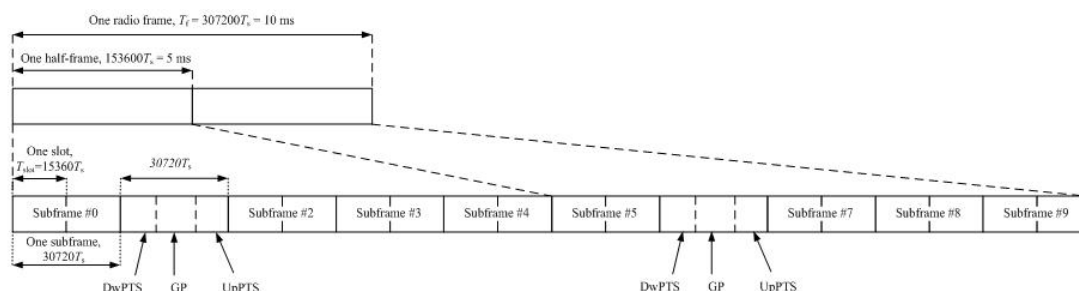 One radio frame, Tf = 307200Ts = 10 ms
One half-frame, 153600Ts = 5 ms
One slot,
Tslot=15360Ts
30720Ts
Subframe #0
Subframe #2
Subframe #3
Subframe #4
Subframe #5
Subframe #7
Subframe #8
Subframe #9
One subframe,
30720Ts
DwPTS
GP
UpPTS
DwPTS
GP
UpPTS